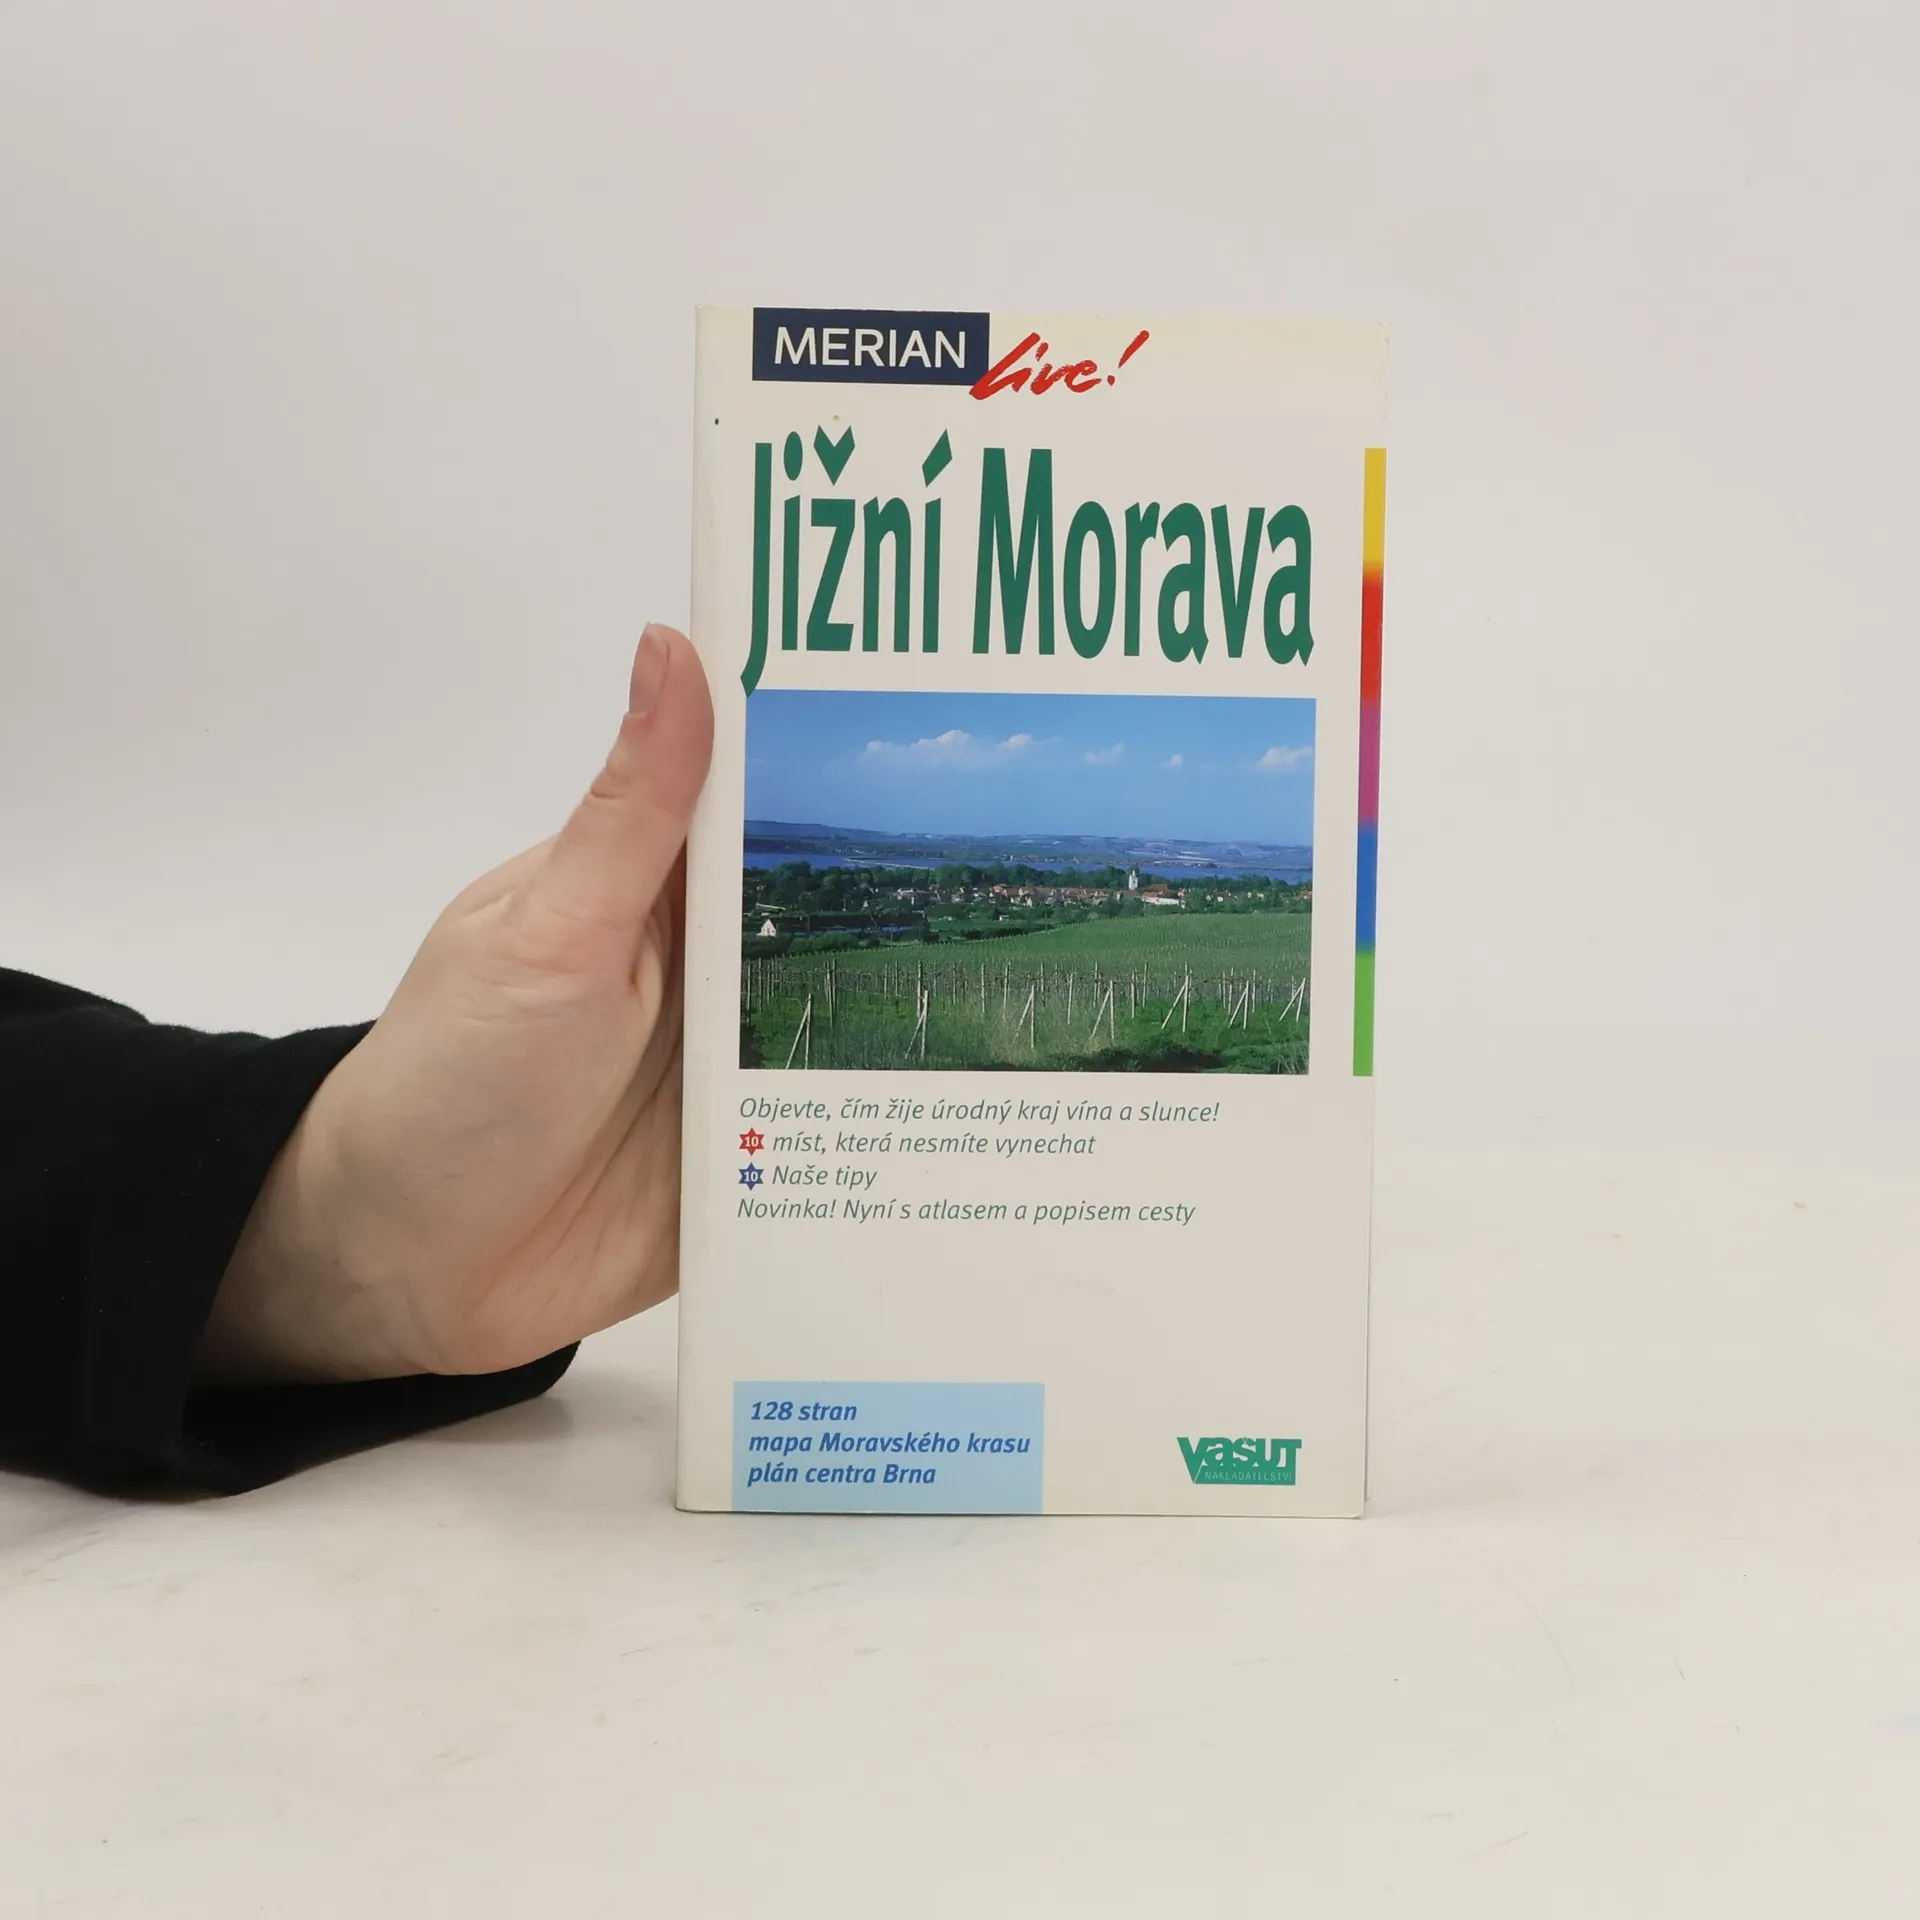 MERIAN live!
Jižní Morava
Objevte, čím žije úrodný kraj vína a slunce!
10 míst, která nesmíte vynechat
10 Naše tipy
Novinka! Nyní s atlasem a popisem cesty
128 stran
mapa Moravského krasu
plán centra Brna
vašut
NAKLADATELSTVÍ